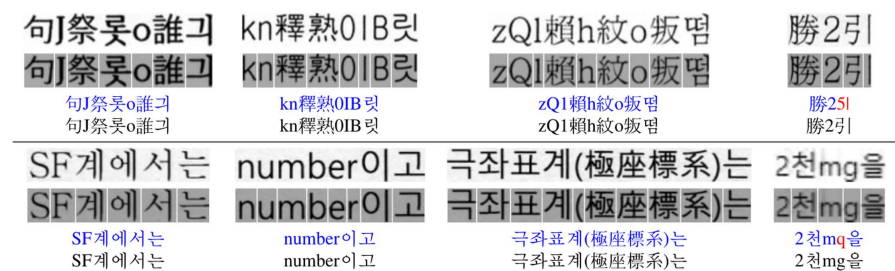 句J祭롯o誰긔 kn釋熟0IB릿 zQ1賴h紋o叛떰 勝2引
句J祭롯o誰긔 kn釋熟0IB릿 zQ1賴h紋o叛떰 勝2引
句J祭롯o誰긔 kn釋熟0IB릿 zQ1賴h紋o叛떰 勝25l
句J祭롯o誰긔 kn釋熟0IB릿 zQ1賴h紋o叛떰 勝2引
SF계에서는 number이고 극좌표계(極座標系)는 2천mg을
SF계에서는 number이고 극좌표계(極座標系)는 2천mg을
SF계에서는 number이고 극좌표계(極座標系)는 2천mq을
SF계에서는 number이고 극좌표계(極座標系)는 2천mg을